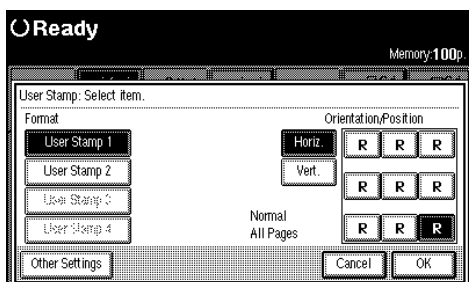 Ready
Memory:100p.
User Stamp: Select item.
Format
Orientation/Position
User Stamp 1
Horiz.
R R R
User Stamp 2
Vert.
R R R
User Stamp 3
Normal
User Stamp 4
All Pages
R R R
Other Settings
Cancel
OK